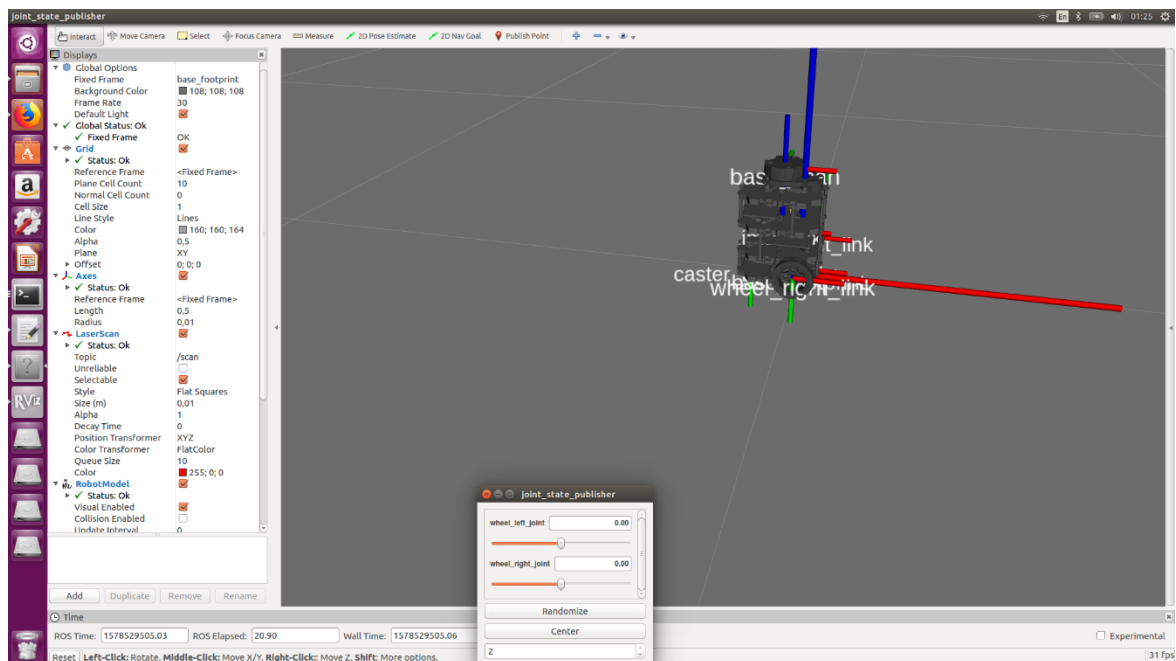 joint_state_publisher
En
01:25
Interact Move Camera Select Focus Camera Measure 2D Pose Estimate 2D Nav Goal Publish Point
Displays
Global Options
Fixed Frame base_footprint
Background Color 108; 108; 108
Frame Rate 30
Default Light
Global Status: Ok
Fixed Frame OK
Grid
Status: Ok
Reference Frame <Fixed Frame>
Plane Cell Count 10
Normal Cell Count 0
Cell Size 1
Line Style Lines
Color 160; 160; 164
Alpha 0,5
Plane XY
Offset 0; 0; 0
Axes
Status: Ok
Reference Frame <Fixed Frame>
Length 0,5
Radius 0,01
LaserScan
Status: Ok
Topic /scan
Unreliable
Selectable
Style Flat Squares
Size (m) 0,01
Alpha 1
Decay Time 0
Position Transformer XYZ
Color Transformer FlatColor
Queue Size 10
Color 255; 0; 0
RobotModel
Status: Ok
Visual Enabled
Collision Enabled
Update Interval 0
Add Duplicate Remove Rename
caster
wheel_right_link
RViz
joint_state_publisher
wheel_left_joint 0.00
wheel_right_joint 0.00
Randomize
Center
2
Time
ROS Time: 1578529505.03 ROS Elapsed: 20.90 Wall Time: 1578529505.06
Experimental
Reset Left-Click: Rotate. Middle-Click: Move X/Y. Right-Click:: Move Z. Shift: More options.
31 fps